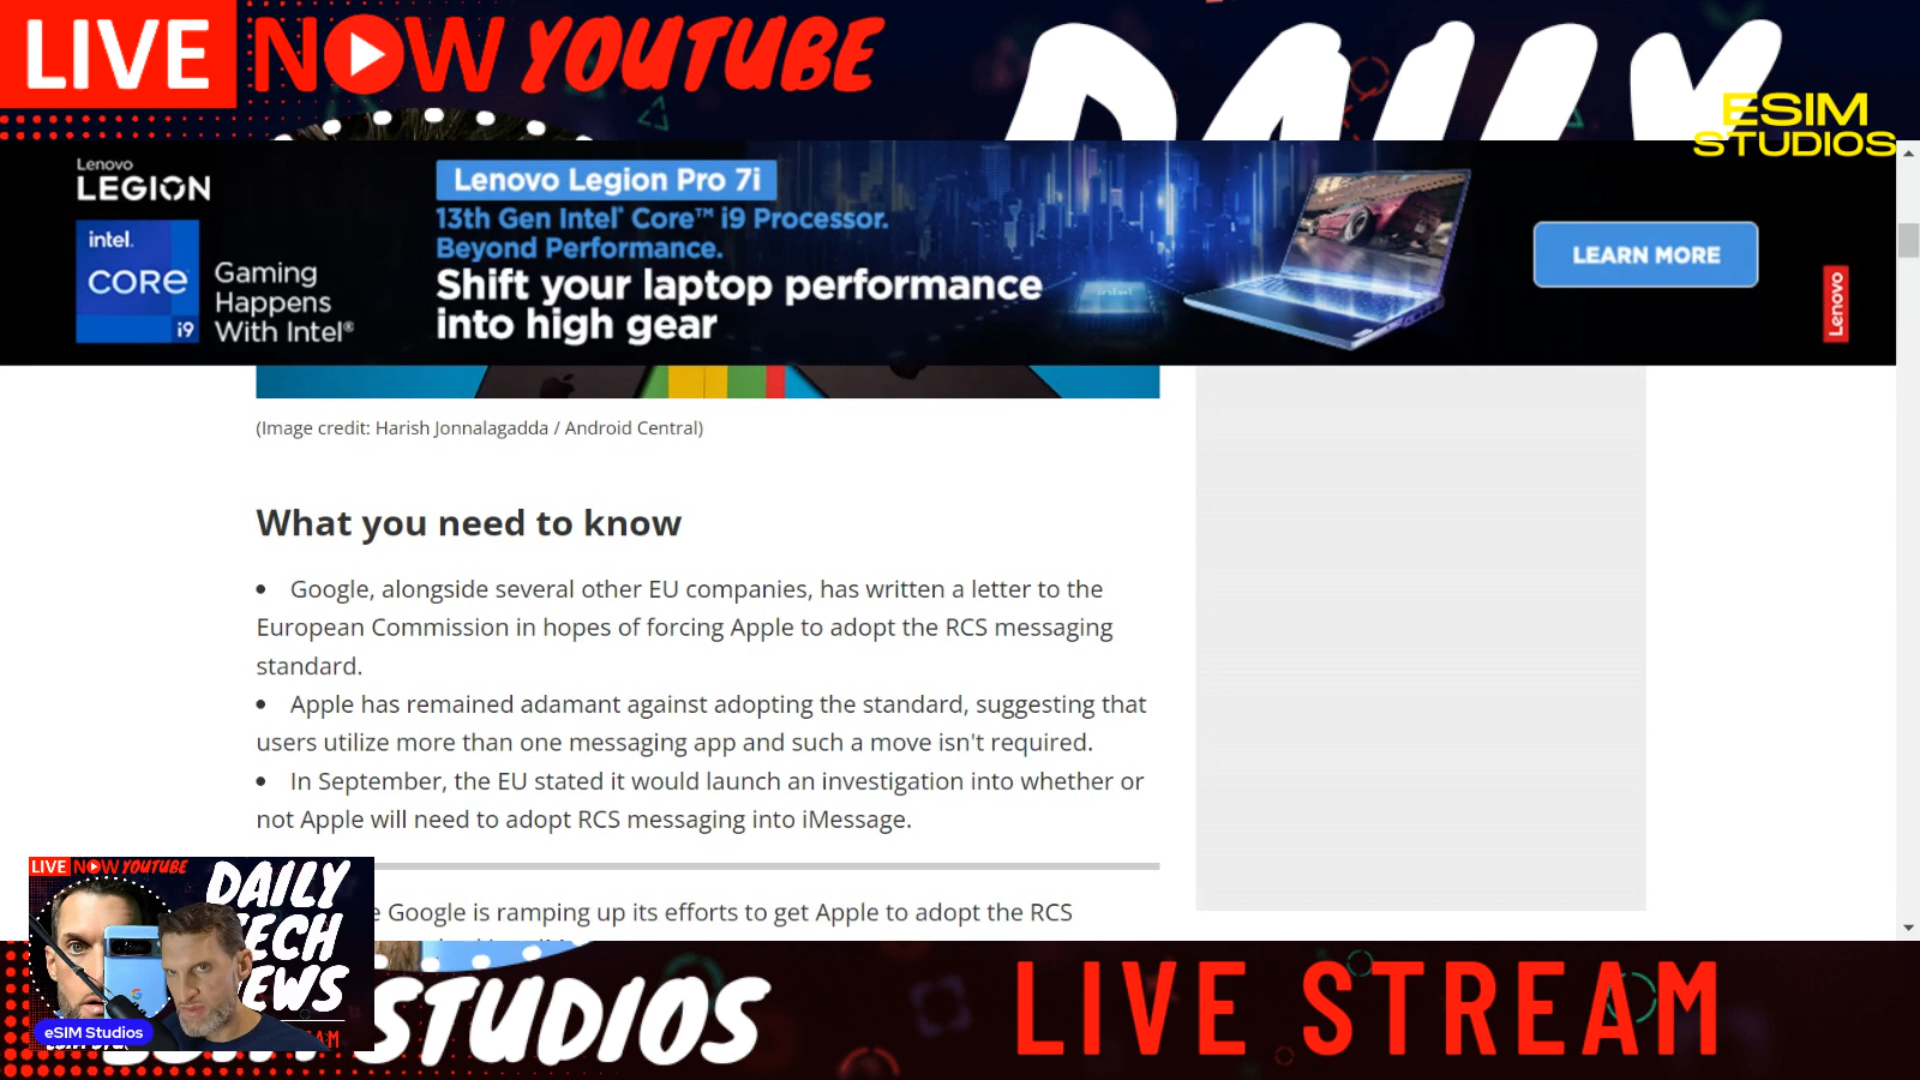 LIVE NOW YOUTUBE
DAILY
ESIM
STUDIOS
Lenovo
LEGION
Lenovo Legion Pro 7i
13th Gen Intel® Core™ i9 Processor.
Beyond Performance.
Shift your laptop performance
into high gear
intel.
CORE
i9
Gaming
Happens
With Intel®
intel
LEARN MORE
Lenovo
(Image credit: Harish Jonnalagadda / Android Central)
What you need to know
• Google, alongside several other EU companies, has written a letter to the
European Commission in hopes of forcing Apple to adopt the RCS messaging
standard.
• Apple has remained adamant against adopting the standard, suggesting that
users utilize more than one messaging app and such a move isn't required.
• In September, the EU stated it would launch an investigation into whether or
not Apple will need to adopt RCS messaging into iMessage.
Google is ramping up its efforts to get Apple to adopt the RCS
LIVE NOW YOUTUBE
DAILY
TECH
NEWS
eSIM Studios
STUDIOS
LIVE STREAM